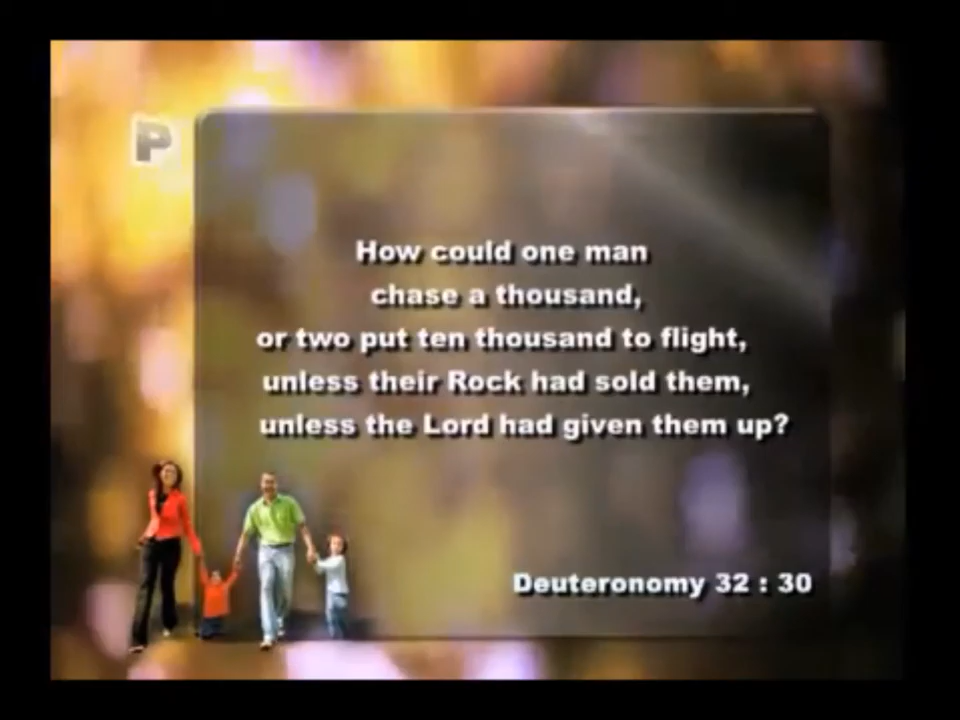 P
How could one man
chase a thousand,
or two put ten thousand to flight,
unless their Rock had sold them,
unless the Lord had given them up?
Deuteronomy 32 : 30